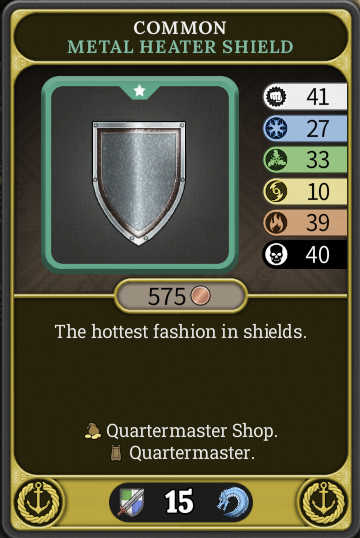 COMMON
METAL HEATER SHIELD
41
27
33
10
39
40
575
The hottest fashion in shields.
Quartermaster Shop.
Quartermaster.
15